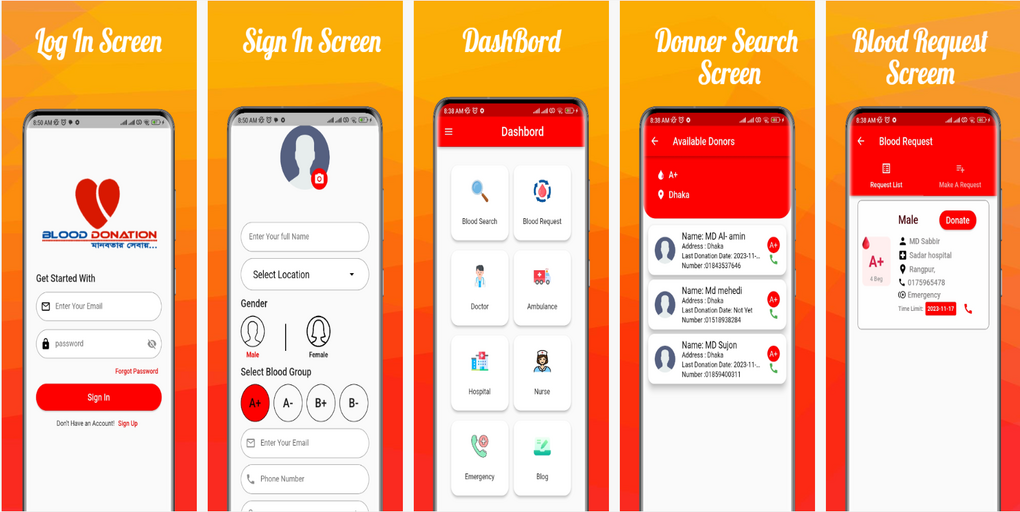 Log In Screen
8:50 AM
BLOOD DONATION
মানবতার সেবায়...
Get Started With
Enter Your Email
password
Forgot Password
Sign In
Don't Have an Account! Sign Up
Sign In Screen
8:50 AM
Enter Your full Name
Select Location
Gender
Male
Female
Select Blood Group
A+ A- B+ B-
Enter Your Email
Phone Number
DashBord
8:38 AM
Dashbord
Blood Search
Blood Request
Doctor
Ambulance
Hospital
Nurse
Emergency
Blog
Donner Search
Screen
8:38 AM
Available Donors
A+
Dhaka
Name: MD Al- amin
Address : Dhaka
Last Donation Date: 2023-11-...
Number :01843537646
A+
Name: Md mehedi
Address : Dhaka
Last Donation Date: Not Yet
Number :01518938284
A+
Name: MD Sujon
Address : Dhaka
Last Donation Date: 2023-11-...
Number :01859400311
A+
Blood Request
Screem
8:38 AM
Blood Request
Request List
Make A Request
Male
Donate
A+
4 Beg
MD Sabbir
Sadar hospital
Rangpur,
0175965478
Emergency
Time Limit: 2023-11-17